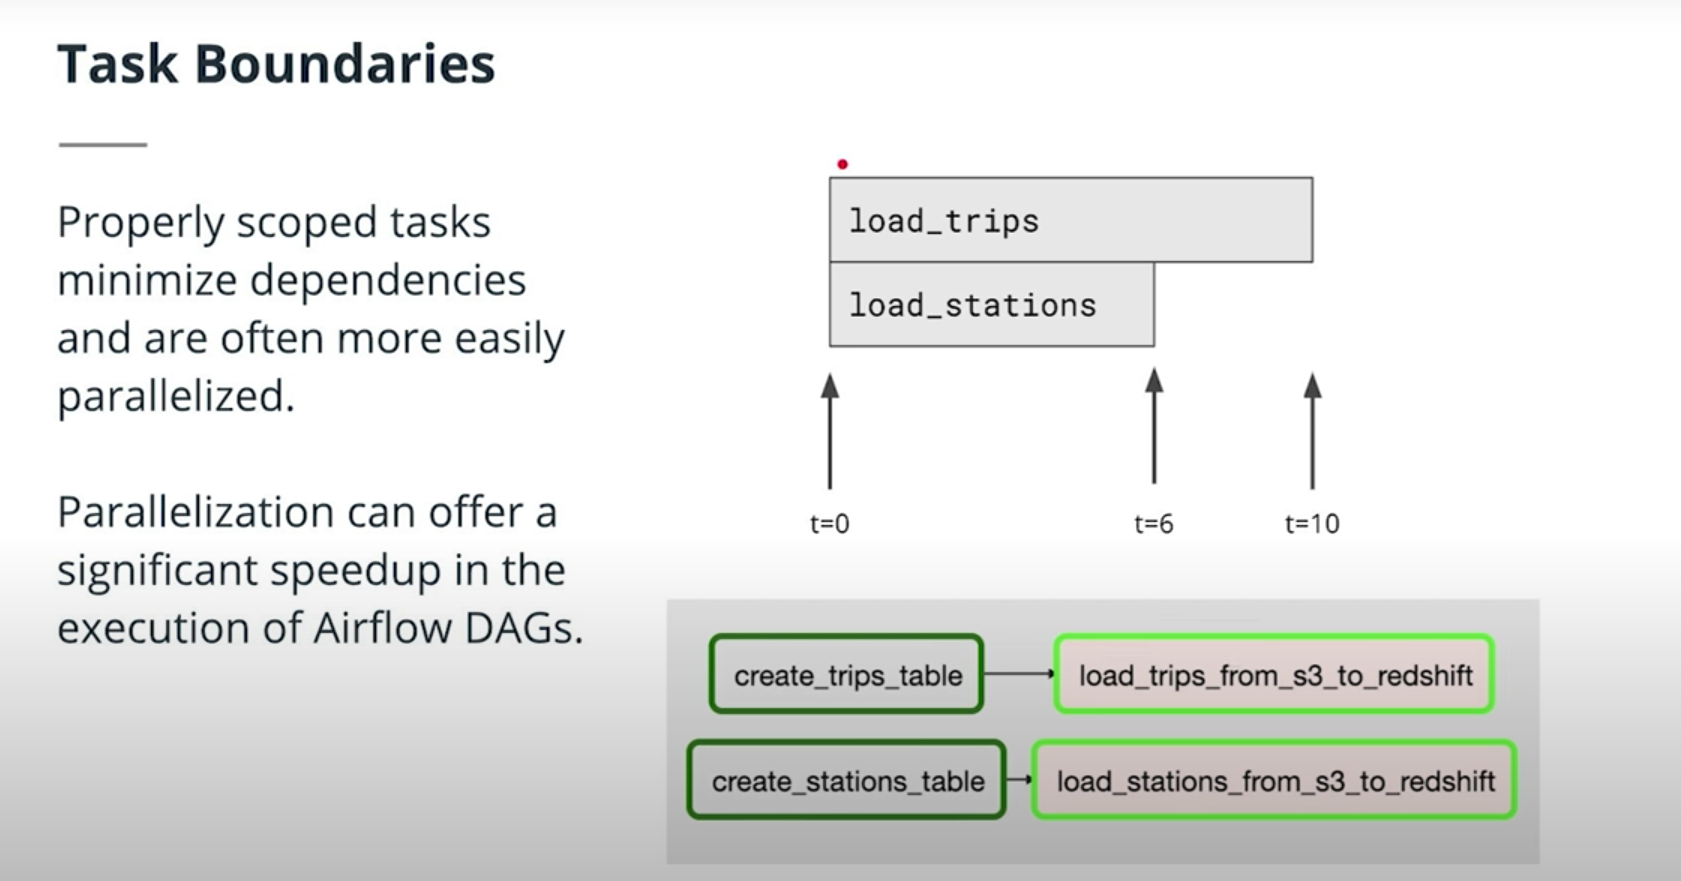 Task Boundaries
Properly scoped tasks
minimize dependencies
and are often more easily
parallelized.
Parallelization can offer a
significant speedup in the
execution of Airflow DAGs.
load_trips
load_stations
t=0
t=6
t=10
create_trips_table
load_trips_from_s3_to_redshift
create_stations_table
load_stations_from_s3_to_redshift